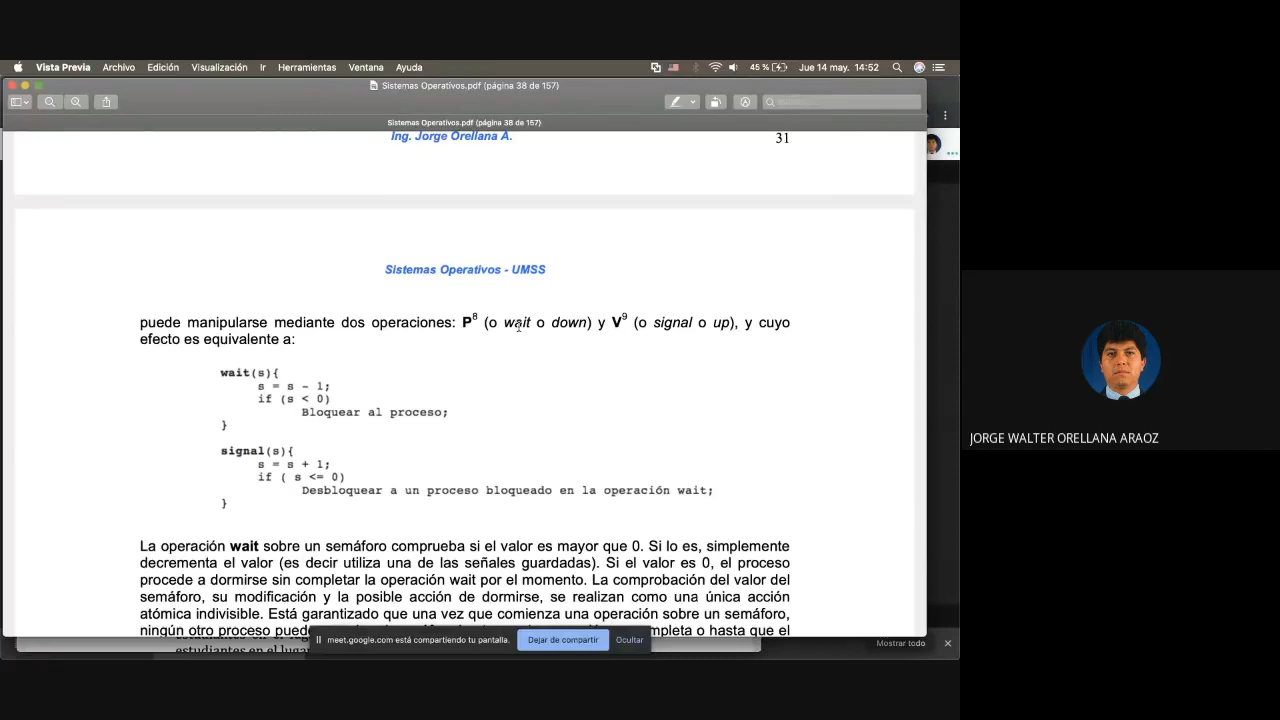 Vista Previa Archivo Edición Visualización Ir Herramientas Ventana Ayuda 45 % Jue 14 may. 14:52
Sistemas Operativos.pdf (página 38 de 157)
Sistemas Operativos.pdf (página 38 de 157)
Ing. Jorge Orellana A. 31
Sistemas Operativos - UMSS
puede manipularse mediante dos operaciones: P8 (o wait o down) y V9 (o signal o up), y cuyo
efecto es equivalente a:
wait(s){
s = s - 1;
if (s < 0)
Bloquear al proceso;
}
signal(s){
s = s + 1;
if ( s <= 0)
Desbloquear a un proceso bloqueado en la operación wait;
}
La operación wait sobre un semáforo comprueba si el valor es mayor que 0. Si lo es, simplemente
decrementa el valor (es decir utiliza una de las señales guardadas). Si el valor es 0, el proceso
procede a dormirse sin completar la operación wait por el momento. La comprobación del valor del
semáforo, su modificación y la posible acción de dormirse, se realizan como una única acción
atómica indivisible. Está garantizado que una vez que comienza una operación sobre un semáforo,
ningún otro proceso puede completa o hasta que el
meet.google.com está compartiendo tu pantalla. Dejar de compartir Ocultar
Mostrar todo
estudiantes en el lugar
JORGE WALTER ORELLANA ARAOZ